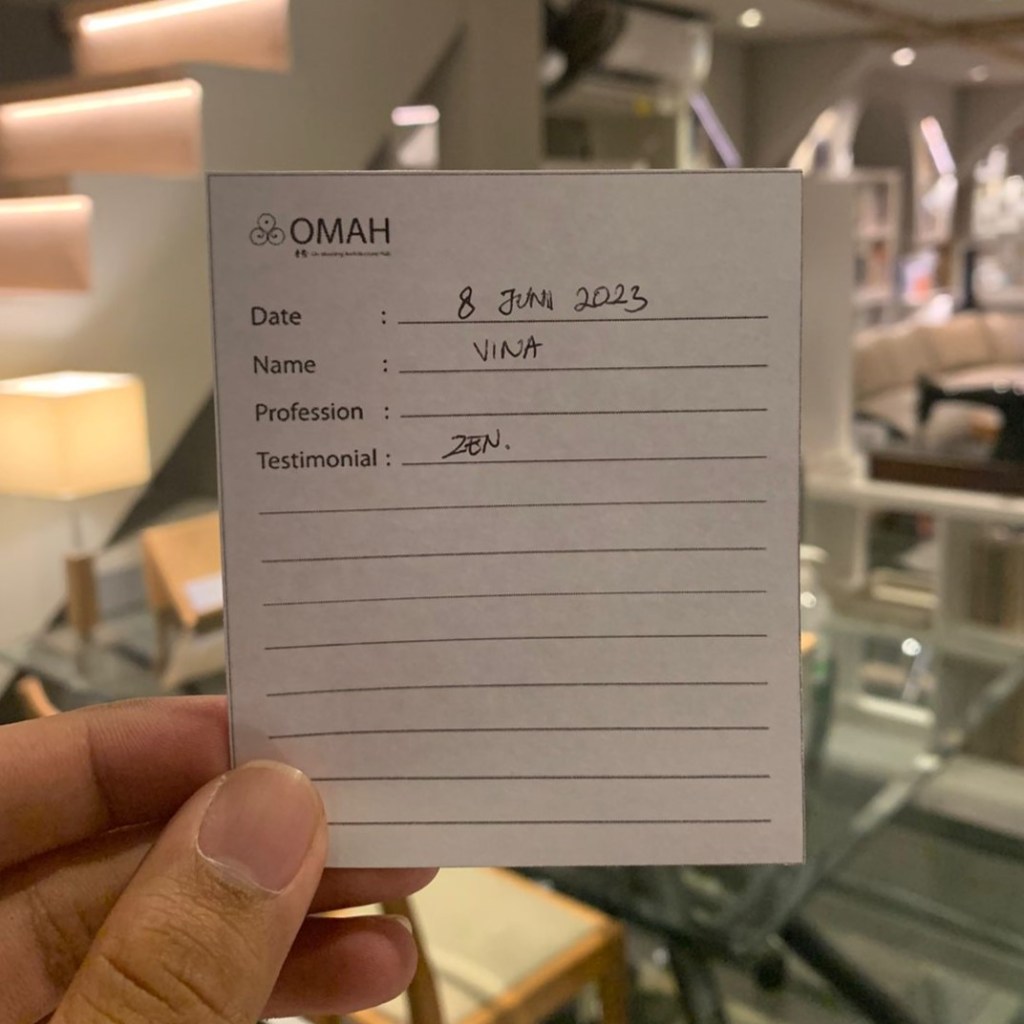 OMAH
Date : 8 JUNI 2023
Name : VINA
Profession :
Testimonial : ZEN.